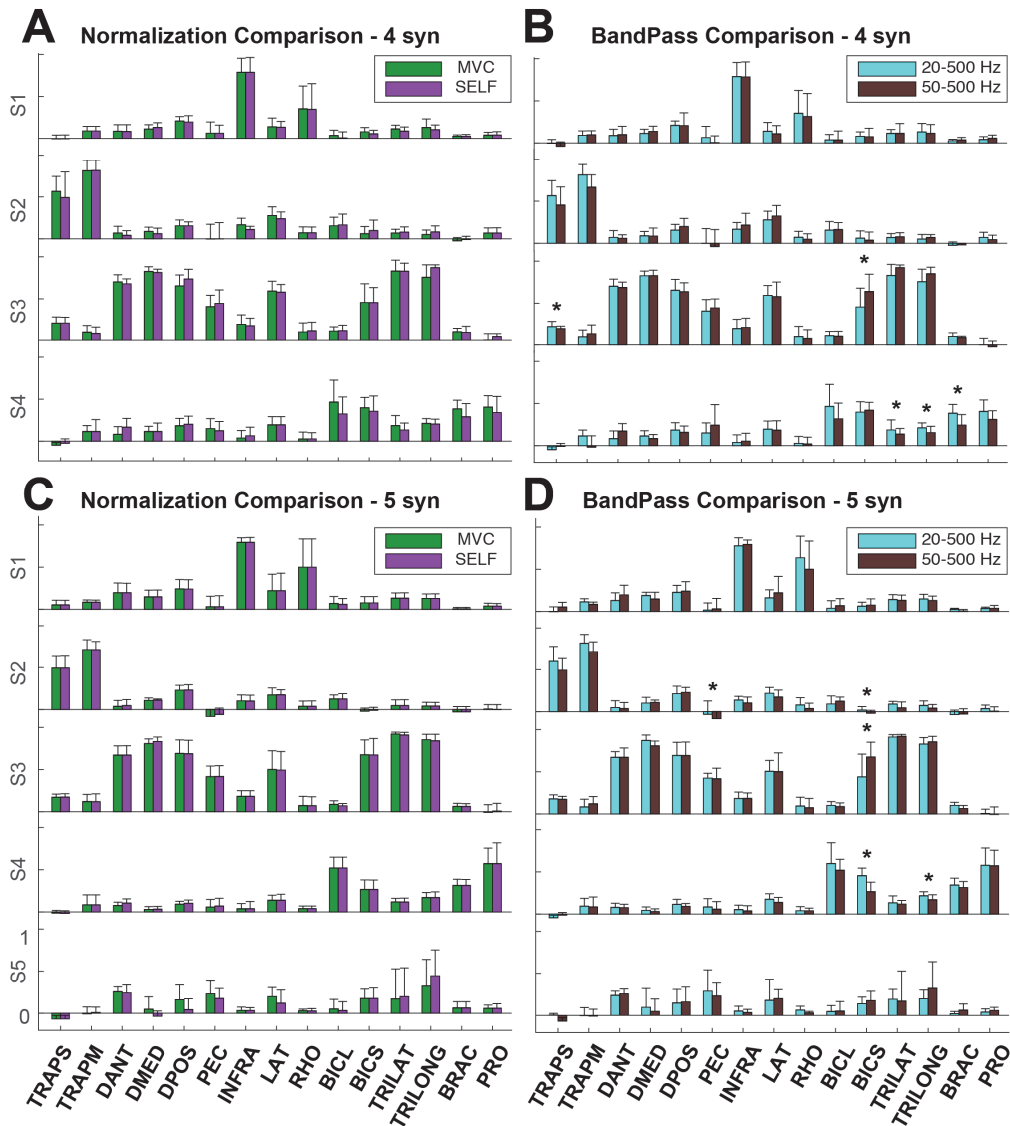 A Normalization Comparison - 4 syn
MVC
SELF
S1
S2
S3
S4
B BandPass Comparison - 4 syn
20-500 Hz
50-500 Hz
*
*
*
*
*
C Normalization Comparison - 5 syn
MVC
SELF
S1
S2
S3
S4
S5
1
0
TRAPS TRAPM DANT DMED DPOS PEC INFRA LAT RHO BICL BICS TRILAT TRILONG BRAC PRO
D BandPass Comparison - 5 syn
20-500 Hz
50-500 Hz
*
*
*
*
*
TRAPS TRAPM DANT DMED DPOS PEC INFRA LAT RHO BICL BICS TRILAT TRILONG BRAC PRO